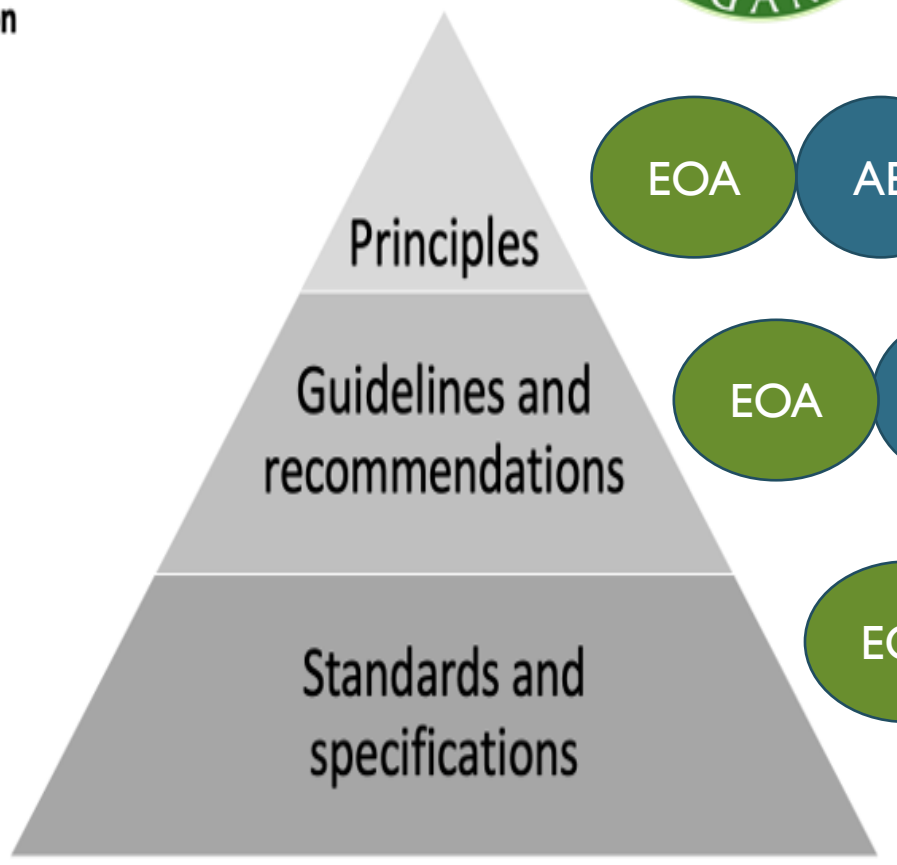 EOA
Principles
Guidelines and
EOA
recommendations
Standards and
specifications